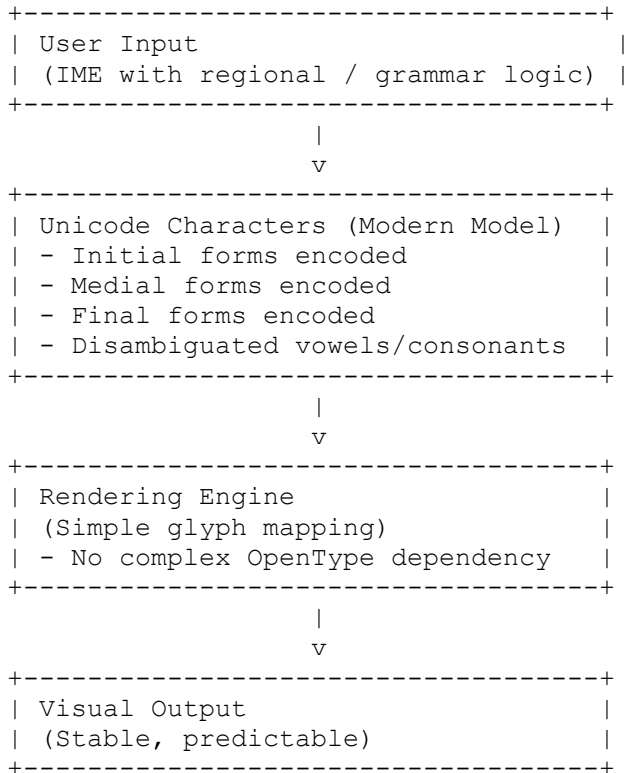 +------------------------------------+
| User Input |
| (IME with regional / grammar logic) |
+------------------------------------+
|
v
+------------------------------------+
| Unicode Characters (Modern Model) |
| - Initial forms encoded |
| - Medial forms encoded |
| - Final forms encoded |
| - Disambiguated vowels/consonants |
+------------------------------------+
|
v
+------------------------------------+
| Rendering Engine |
| (Simple glyph mapping) |
| - No complex OpenType dependency |
+------------------------------------+
|
v
+------------------------------------+
| Visual Output |
| (Stable, predictable) |
+------------------------------------+